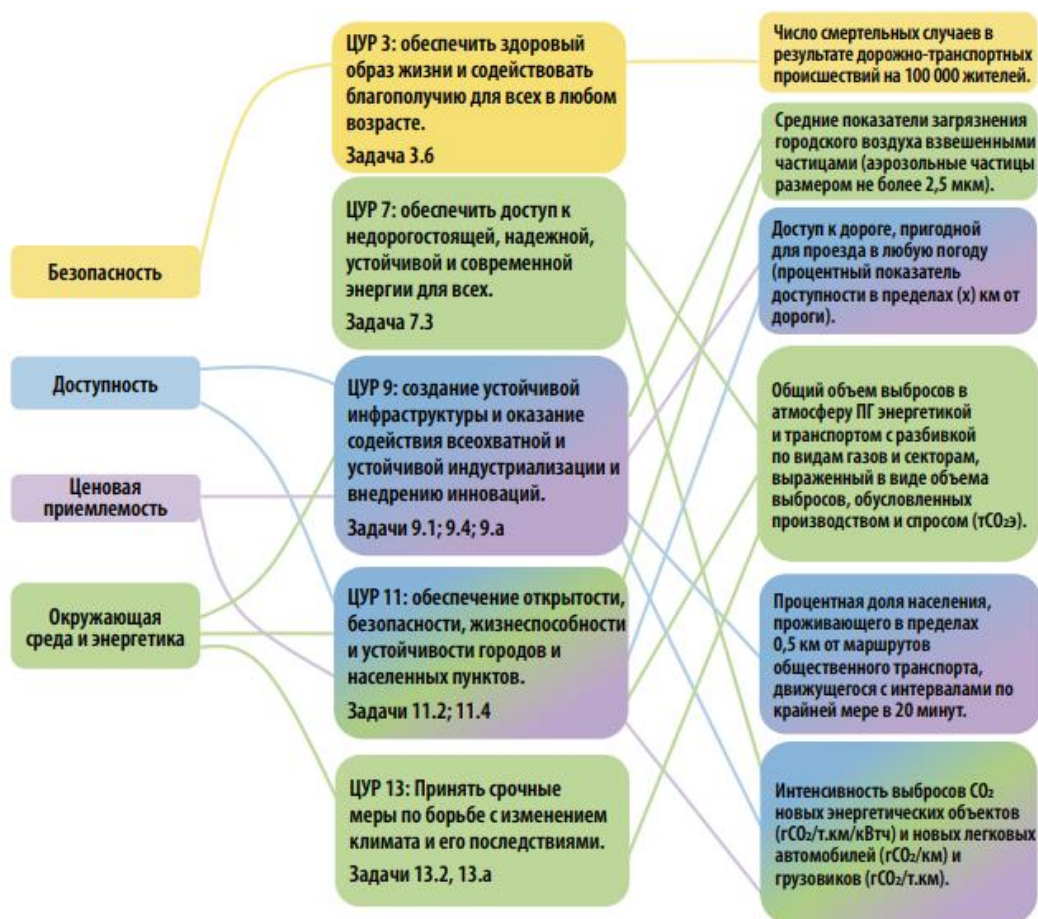 Безопасность
Доступность
Ценовая
приемлемость
Окружающая
среда и энергетика
ЦУР 3: обеспечить здоровый
образ жизни и содействовать
благополучию для всех в любом
возрасте.
Задача 3.6
ЦУР 7: обеспечить доступ к
недорогостоящей, надежной,
устойчивой и современной
энергии для всех.
Задача 7.3
ЦУР 9: создание устойчивой
инфраструктуры и оказание
содействия всеохватной и
устойчивой индустриализации и
внедрению инноваций.
Задачи 9.1; 9.4; 9.а
ЦУР 11: обеспечение открытости,
безопасности, жизнеспособности
и устойчивости городов и
населенных пунктов.
Задачи 11.2; 11.4
ЦУР 13: Принять срочные
меры по борьбе с изменением
климата и его последствиями.
Задачи 13.2, 13.а
Число смертельных случаев в
результате дорожно-транспортных
происшествий на 100 000 жителей.
Средние показатели загрязнения
городского воздуха взвешенными
частицами (аэрозольные частицы
размером не более 2,5 мкм).
Доступ к дороге, пригодной
для проезда в любую погоду
(процентный показатель
доступности в пределах (х) км от
дороги).
Общий объем выбросов в
атмосферу ПГ энергетикой
и транспортом с разбивкой
по видам газов и секторам,
выраженный в виде объема
выбросов, обусловленных
производством и спросом (тCO₂э).
Процентная доля населения,
проживающего в пределах
0,5 км от маршрутов
общественного транспорта,
движущегося с интервалами по
крайней мере в 20 минут.
Интенсивность выбросов CO₂
новых энергетических объектов
(гCO₂/т.км/кВтч) и новых легковых
автомобилей (гCO₂/км) и
грузовиков (гCO₂/т.км).